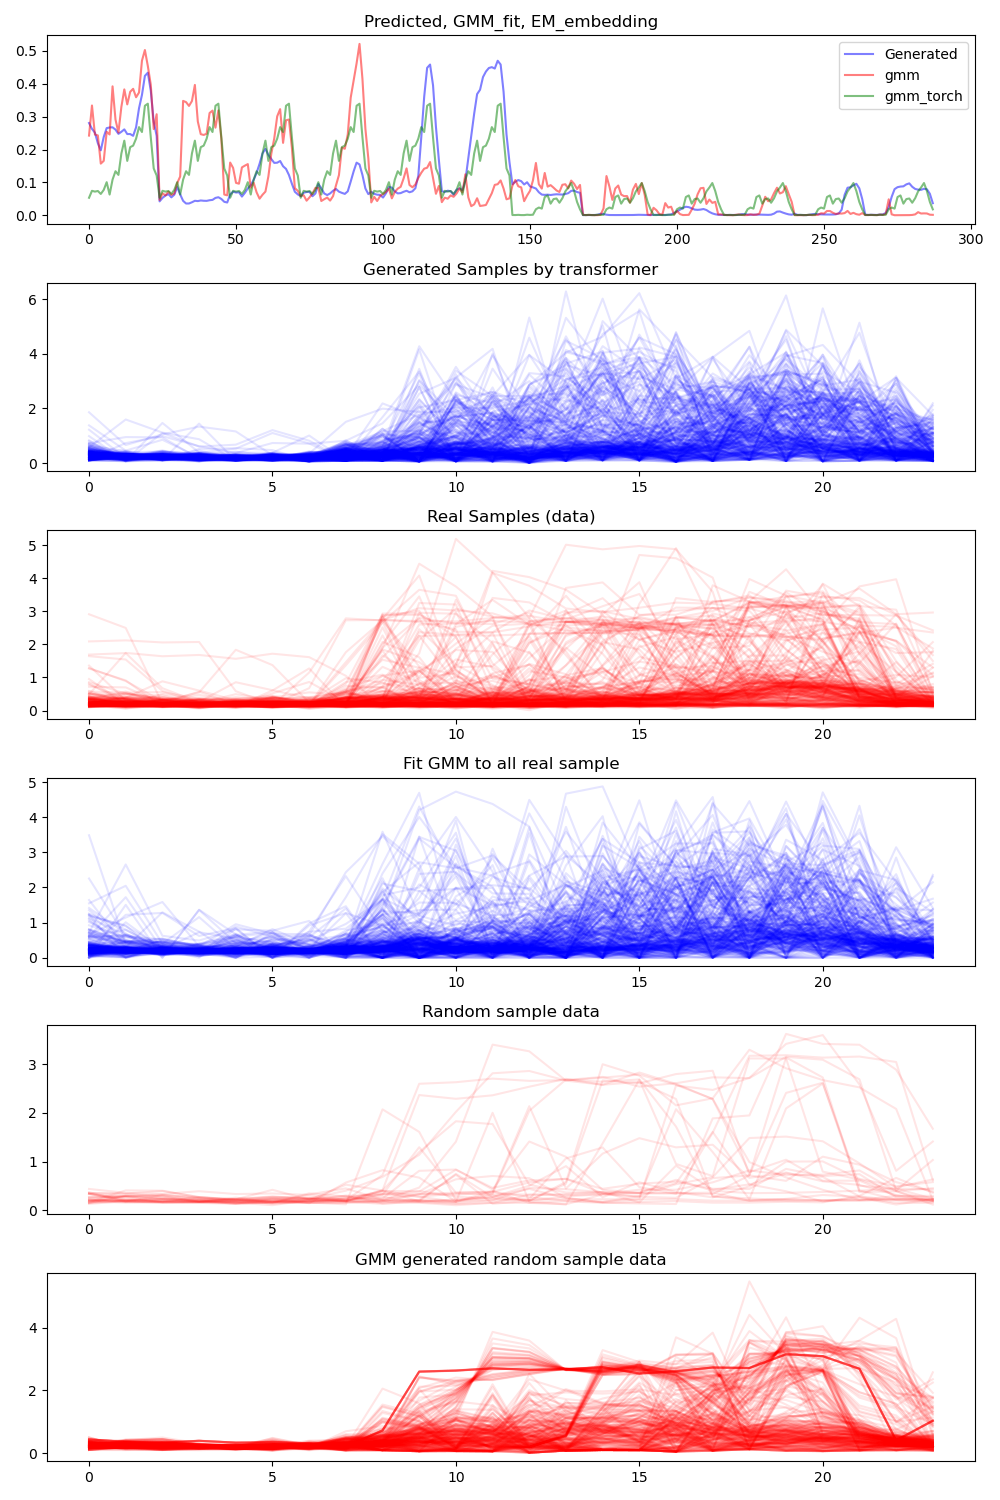 Predicted, GMM_fit, EM_embedding
0.5
0.4
0.3
0.2
0.1
0.0
Generated
gmm
gmm_torch
0 50 100 150 200 250 300
Generated Samples by transformer
6
4
2
0
0 5 10 15 20
Real Samples (data)
5
4
3
2
1
0
0 5 10 15 20
Fit GMM to all real sample
5
4
3
2
1
0
0 5 10 15 20
Random sample data
3
2
1
0
0 5 10 15 20
GMM generated random sample data
4
2
0
0 5 10 15 20